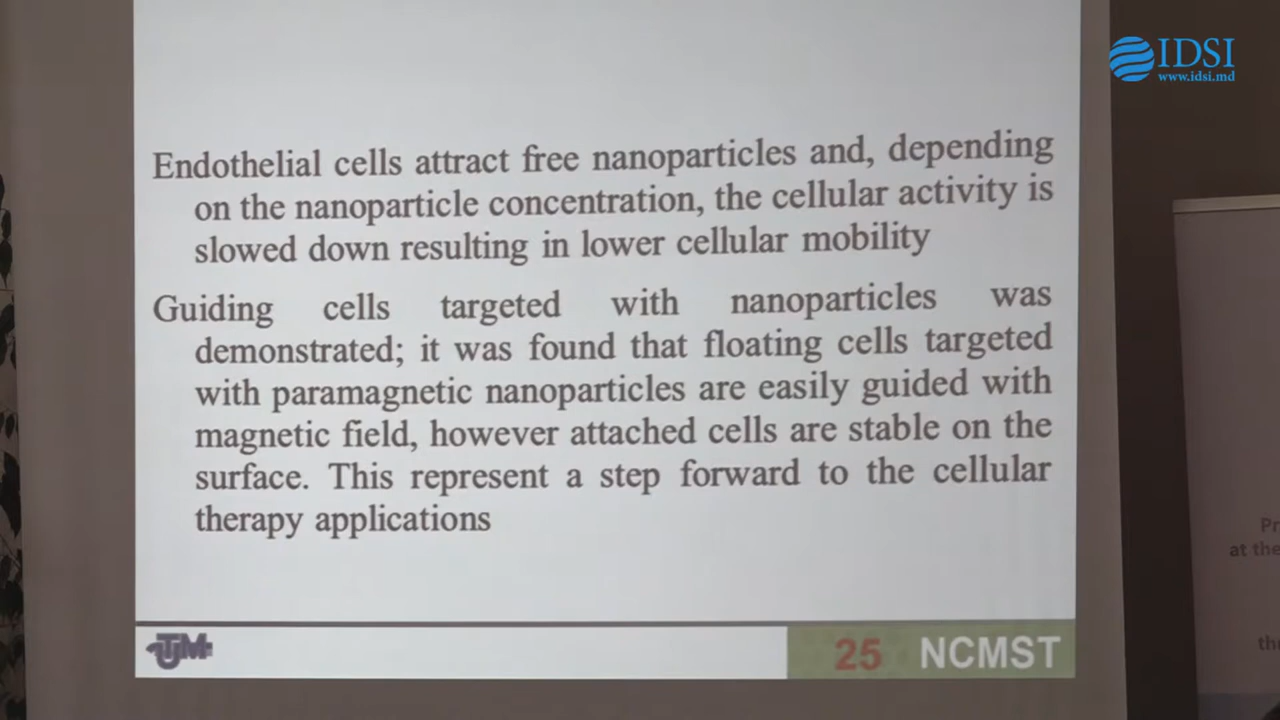 IDSI
www.idsi.md
Endothelial cells attract free nanoparticles and, depending
on the nanoparticle concentration, the cellular activity is
slowed down resulting in lower cellular mobility
Guiding cells targeted with nanoparticles was
demonstrated; it was found that floating cells targeted
with paramagnetic nanoparticles are easily guided with
magnetic field, however attached cells are stable on the
surface. This represent a step forward to the cellular
therapy applications
UTM
25 NCMST
at the